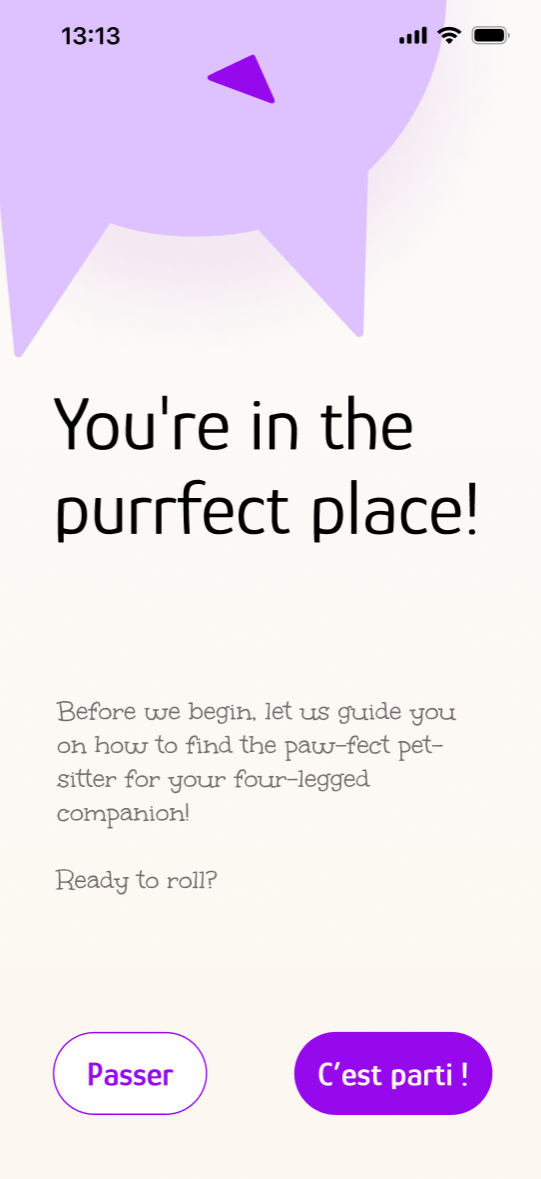 13:13
You're in the
purrfect place!
Before we begin, let us guide you
on how to find the paw-fect pet-
sitter for your four-legged
companion!
Ready to roll?
Passer
C’est parti !